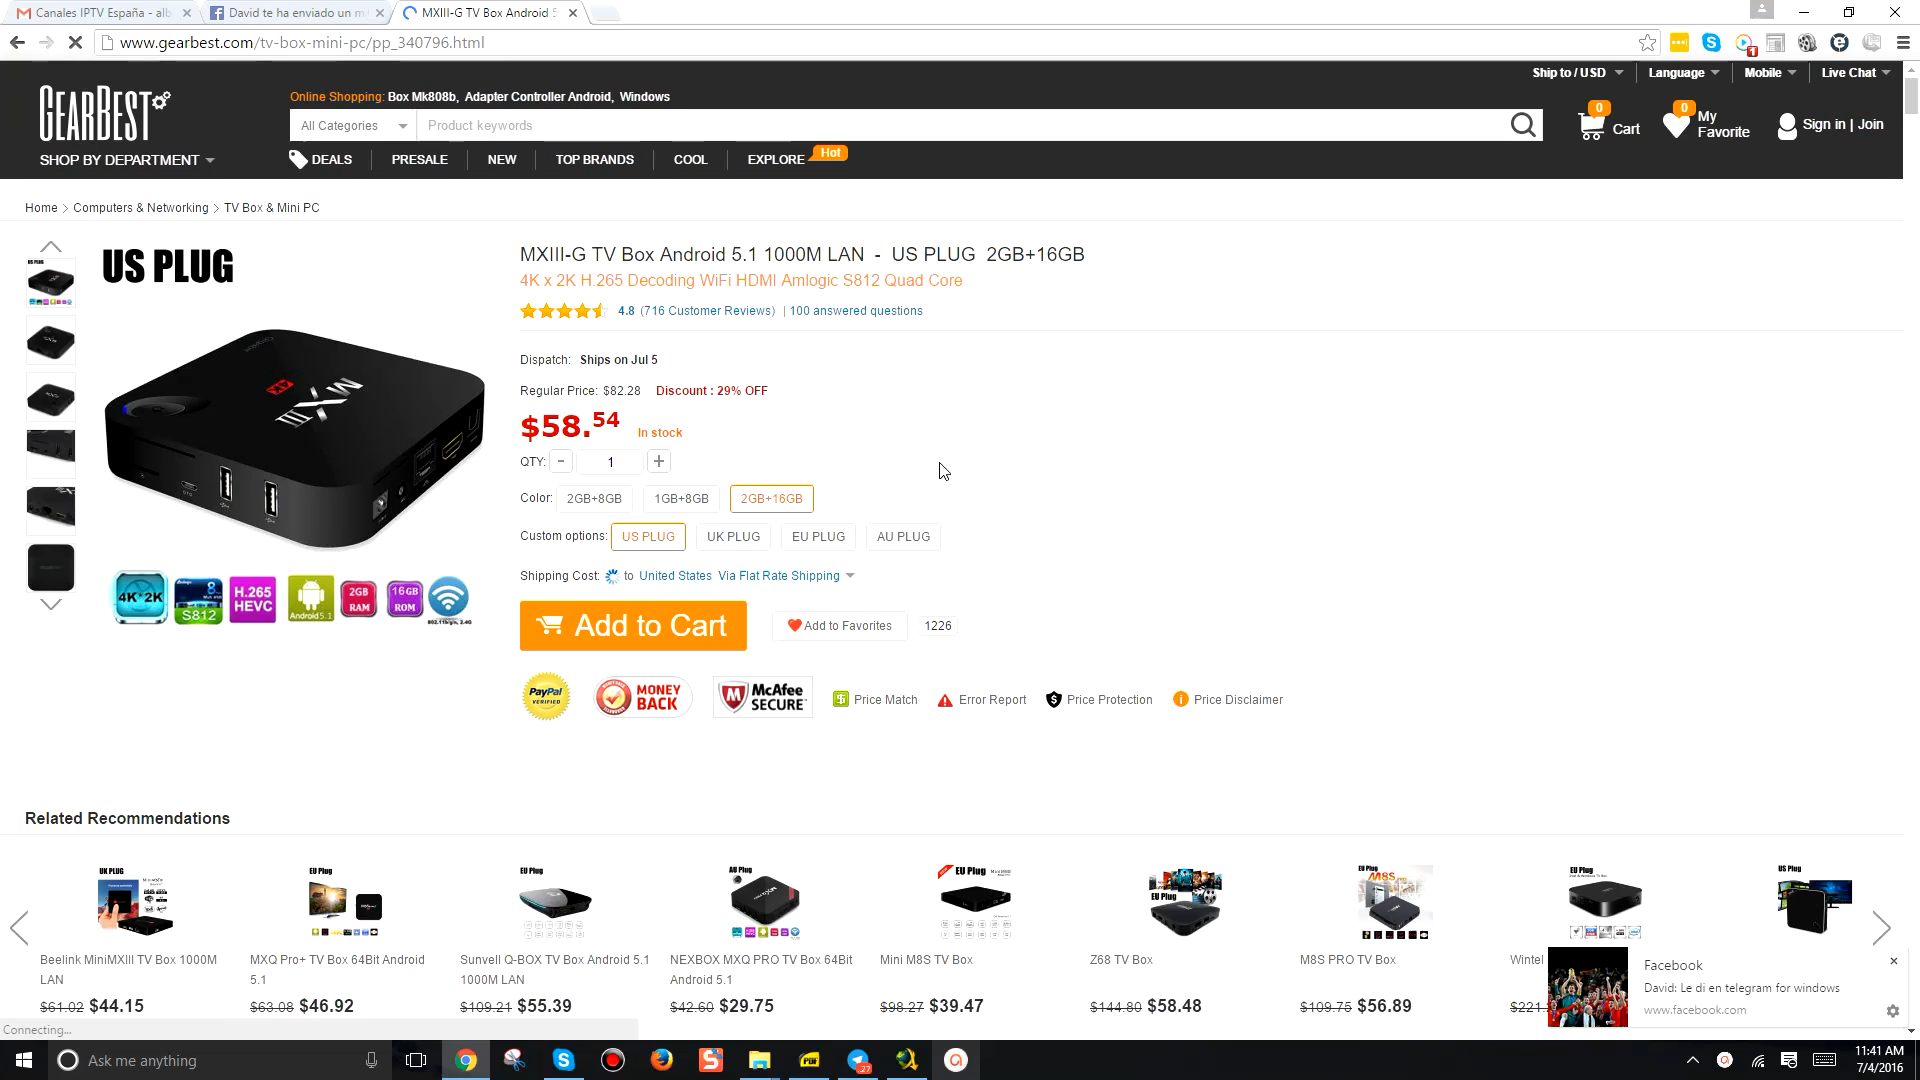 Canales IPTV España - alb
David te ha enviado un m
MXIII-G TV Box Android 5
www.gearbest.com/tv-box-mini-pc/pp_340796.html
Ship to / USD
Language
Mobile
Live Chat
GEARBEST
Online Shopping: Box Mk808b, Adapter Controller Android, Windows
All Categories
Product keywords
0
Cart
0
My
Favorite
Sign in | Join
SHOP BY DEPARTMENT
DEALS
PRESALE
NEW
TOP BRANDS
COOL
EXPLORE
Hot
Home > Computers & Networking > TV Box & Mini PC
US PLUG
US PLUG
MXIII
MXIII-G TV Box Android 5.1 1000M LAN - US PLUG 2GB+16GB
4K x 2K H.265 Decoding WiFi HDMI Amlogic S812 Quad Core
4.8 (716 Customer Reviews) | 100 answered questions
Dispatch: Ships on Jul 5
Regular Price: $82.28 Discount : 29% OFF
$58.54 In stock
QTY: - 1 +
Color: 2GB+8GB 1GB+8GB 2GB+16GB
Custom options: US PLUG UK PLUG EU PLUG AU PLUG
Shipping Cost: to United States Via Flat Rate Shipping
4K*2K
S812
H.265
HEVC
Android 5.1
2GB
RAM
16GB
ROM
802.11b/g/n, 2.4G
Add to Cart
Add to Favorites
1226
PayPal
VERIFIED
MONEY
BACK
McAfee
SECURE
Price Match
Error Report
Price Protection
Price Disclaimer
Related Recommendations
UK PLUG
EU Plug
EU Plug
AU Plug
EU Plug
EU Plug
EU Plug
M8S
EU Plug
US Plug
Beelink MiniMXIII TV Box 1000M
LAN
$61.02 $44.15
MXQ Pro+ TV Box 64Bit Android
5.1
$63.08 $46.92
Sunvell Q-BOX TV Box Android 5.1
1000M LAN
$109.21 $55.39
NEXBOX MXQ PRO TV Box 64Bit
Android 5.1
$42.60 $29.75
Mini M8S TV Box
$98.27 $39.47
Z68 TV Box
$144.80 $58.48
M8S PRO TV Box
$109.75 $56.89
Wintel
$221.
Facebook
David: Le di en telegram for windows
www.facebook.com
Connecting...
Ask me anything
PDF
27
11:41 AM
7/4/2016